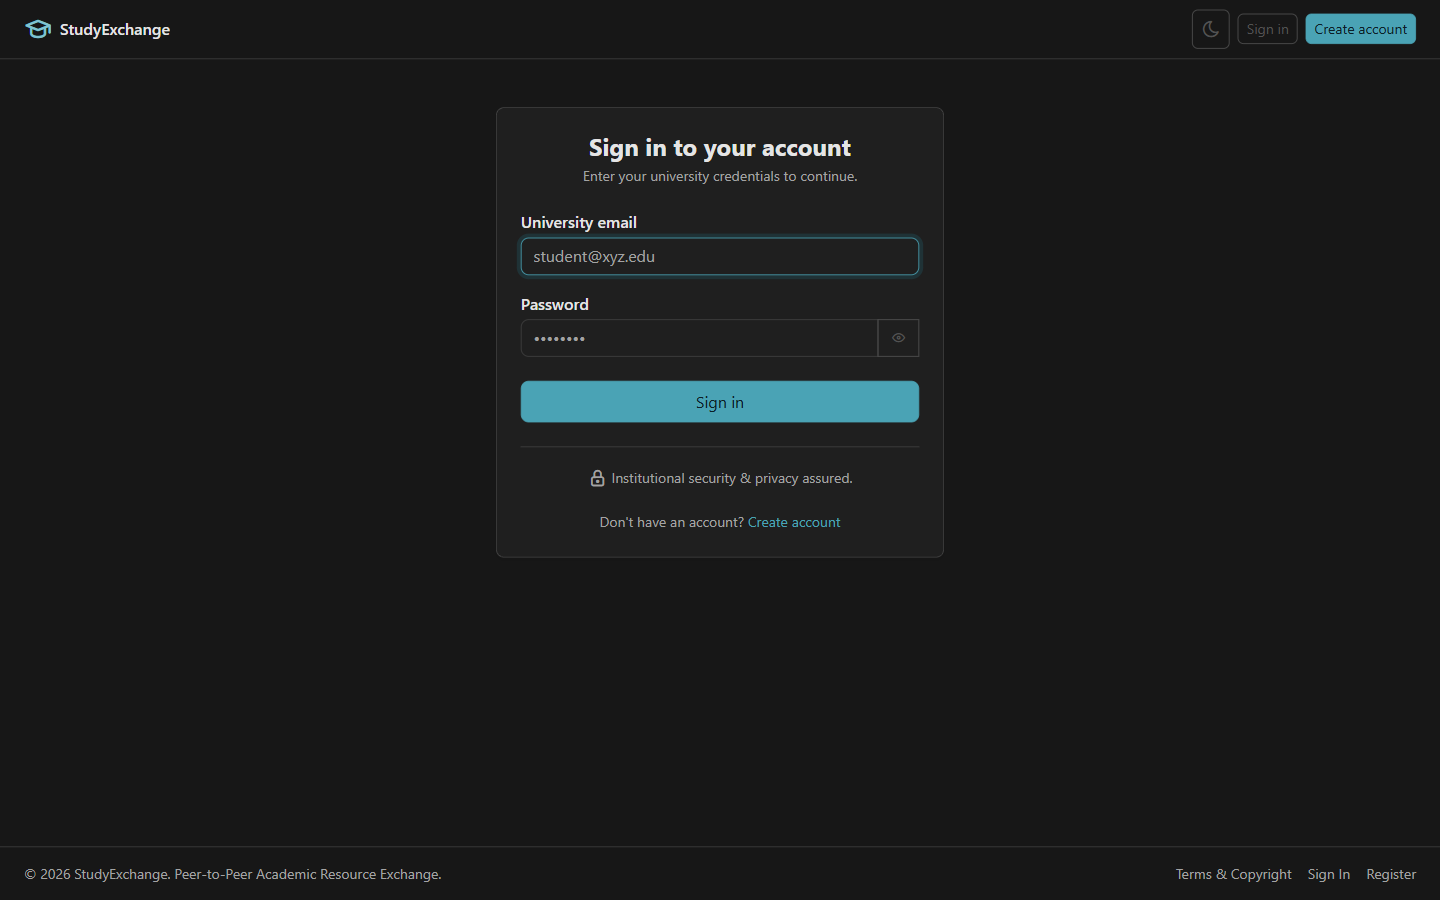 StudyExchange
Sign in
Create account
Sign in to your account
Enter your university credentials to continue.
University email
student@xyz.edu
Password
••••••••
Sign in
Institutional security & privacy assured.
Don't have an account? Create account
© 2026 StudyExchange. Peer-to-Peer Academic Resource Exchange.
Terms & Copyright
Sign In
Register